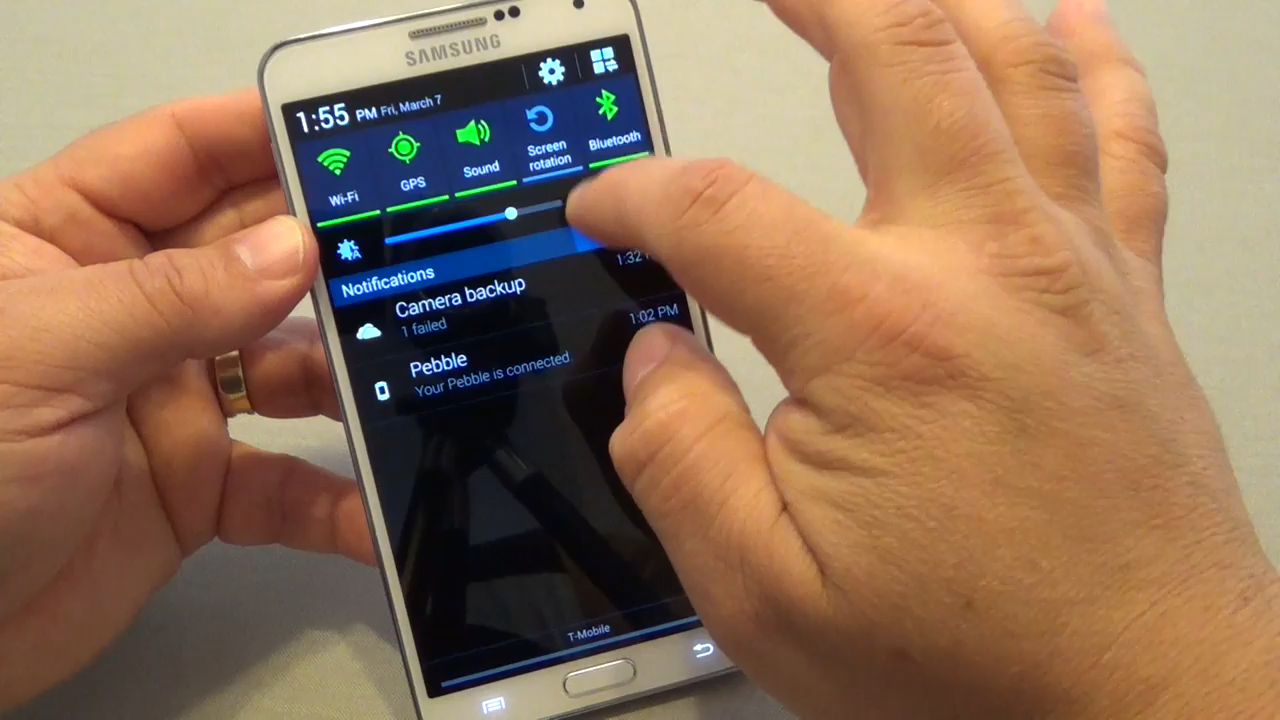 SAMSUNG
1:55 PM Fri, March 7
Wi-Fi
GPS
Sound
Screen
rotation
Bluetooth
A
Notifications
Camera backup
1:32
1 failed
Pebble
1:02 PM
Your Pebble is connected.
T-Mobile